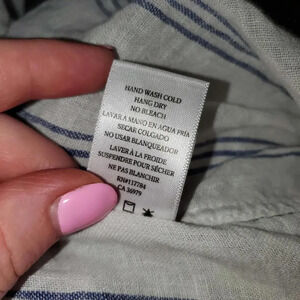 HAND WASH COLD
HANG DRY
NO BLEACH
LAVAR A MANO EN AGUA FRIA
SECAR COLGADO
NO USAR BLANQUEADOR
LAVER À LA FROIDE
SUSPENDRE POUR SÉCHER
NE PAS BLANCHIR
RN#117784
CA 36979